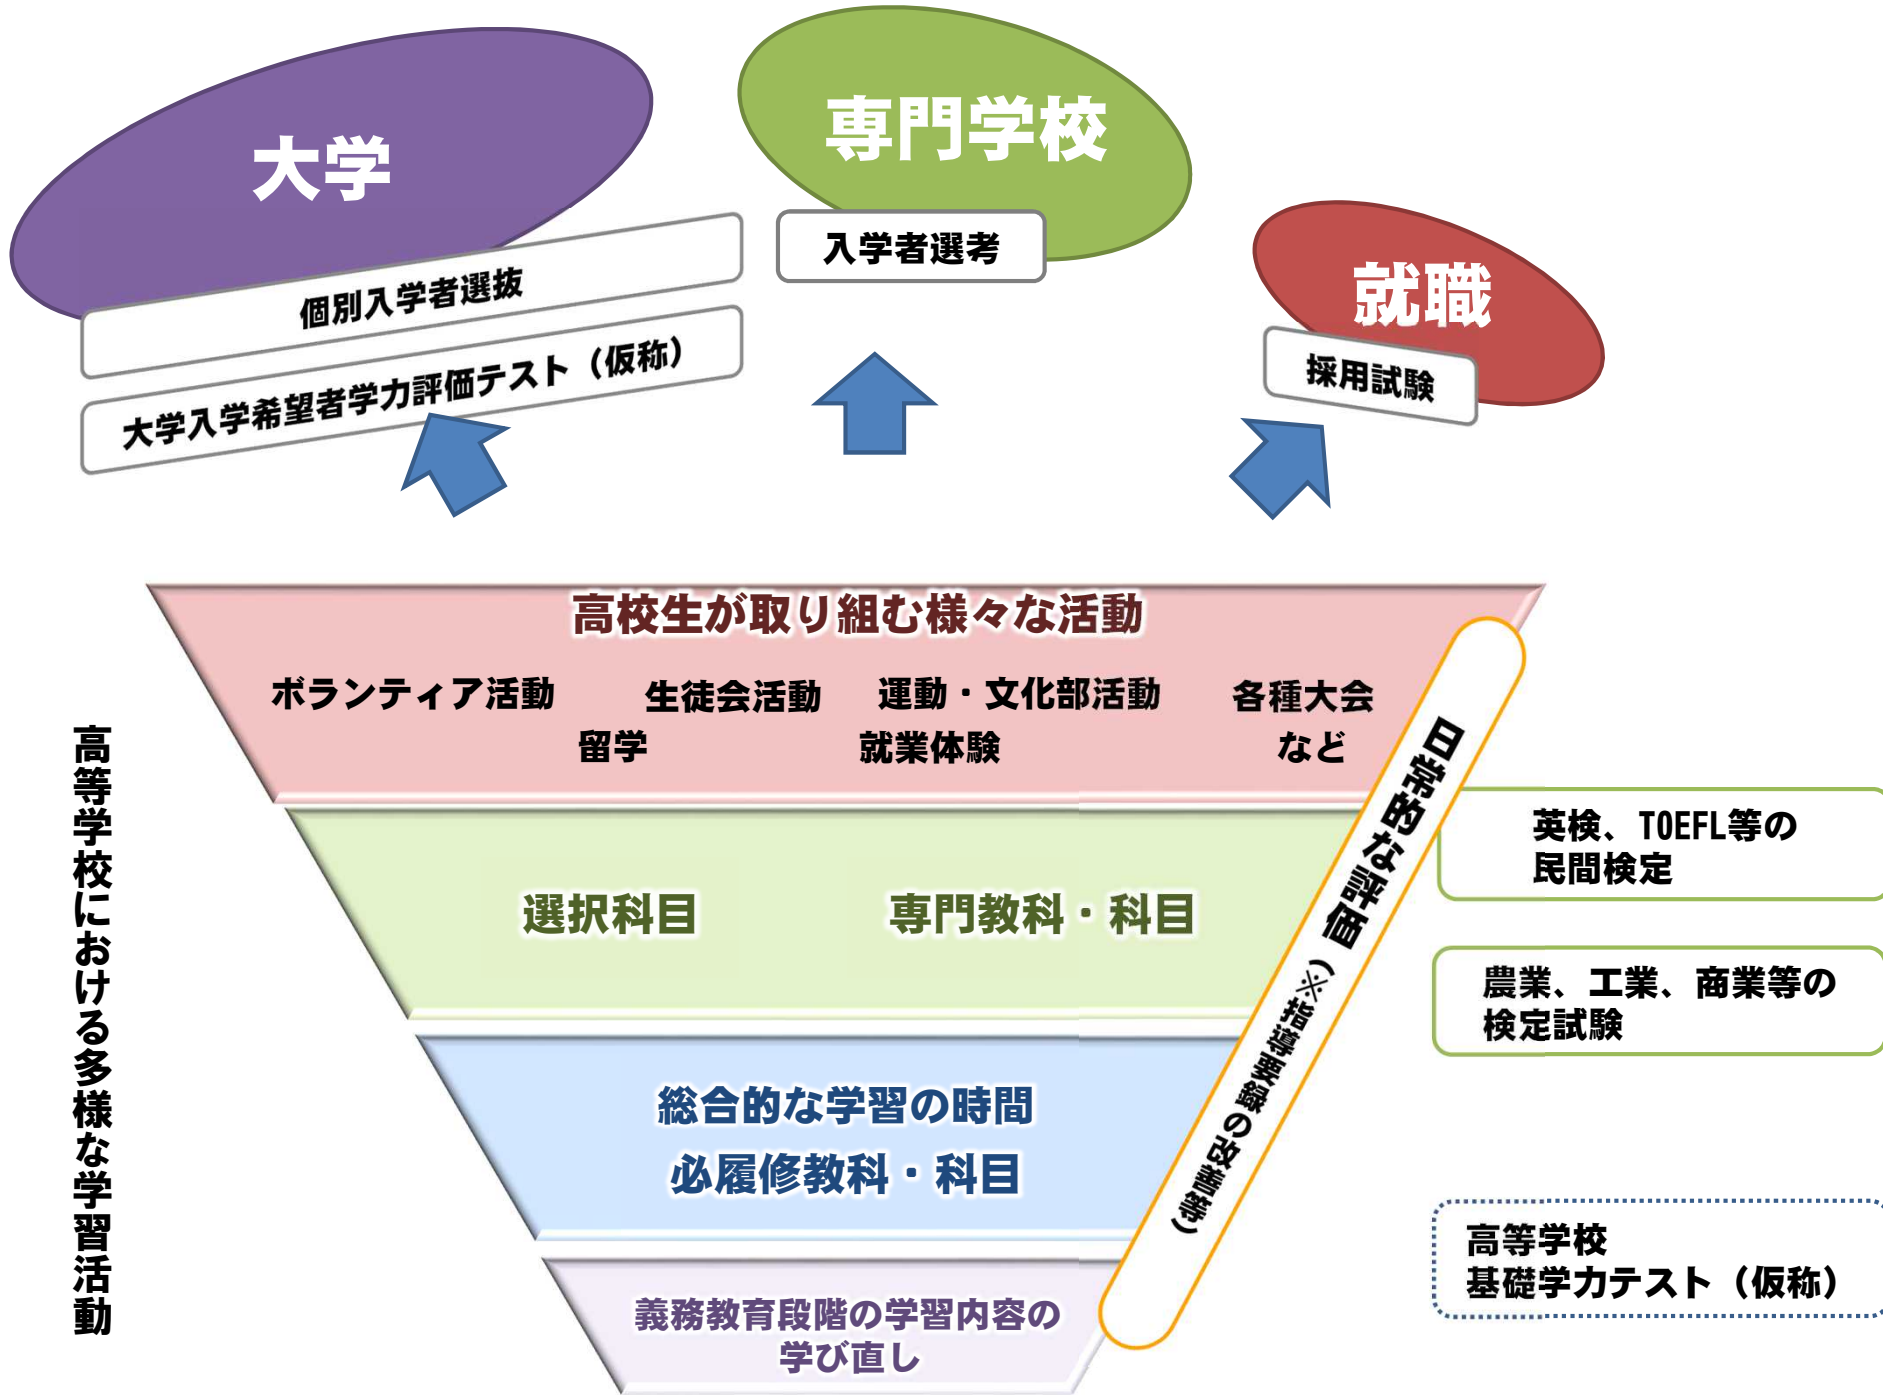 大学
専門学校
就職
個別入学者選抜
大学入学希望者学力評価テスト（仮称）
入学者選考
採用試験
高等学校における多様な学習活動
高校生が取り組む様々な活動
ボランティア活動 生徒会活動 運動・文化部活動 各種大会
留学 就業体験 など
選択科目 専門教科・科目
総合的な学習の時間
必履修教科・科目
義務教育段階の学習内容の
学び直し
日常的な評価（※指導要録の改善等）
英検、TOEFL等の
民間検定
農業、工業、商業等の
検定試験
高等学校
基礎学力テスト（仮称）